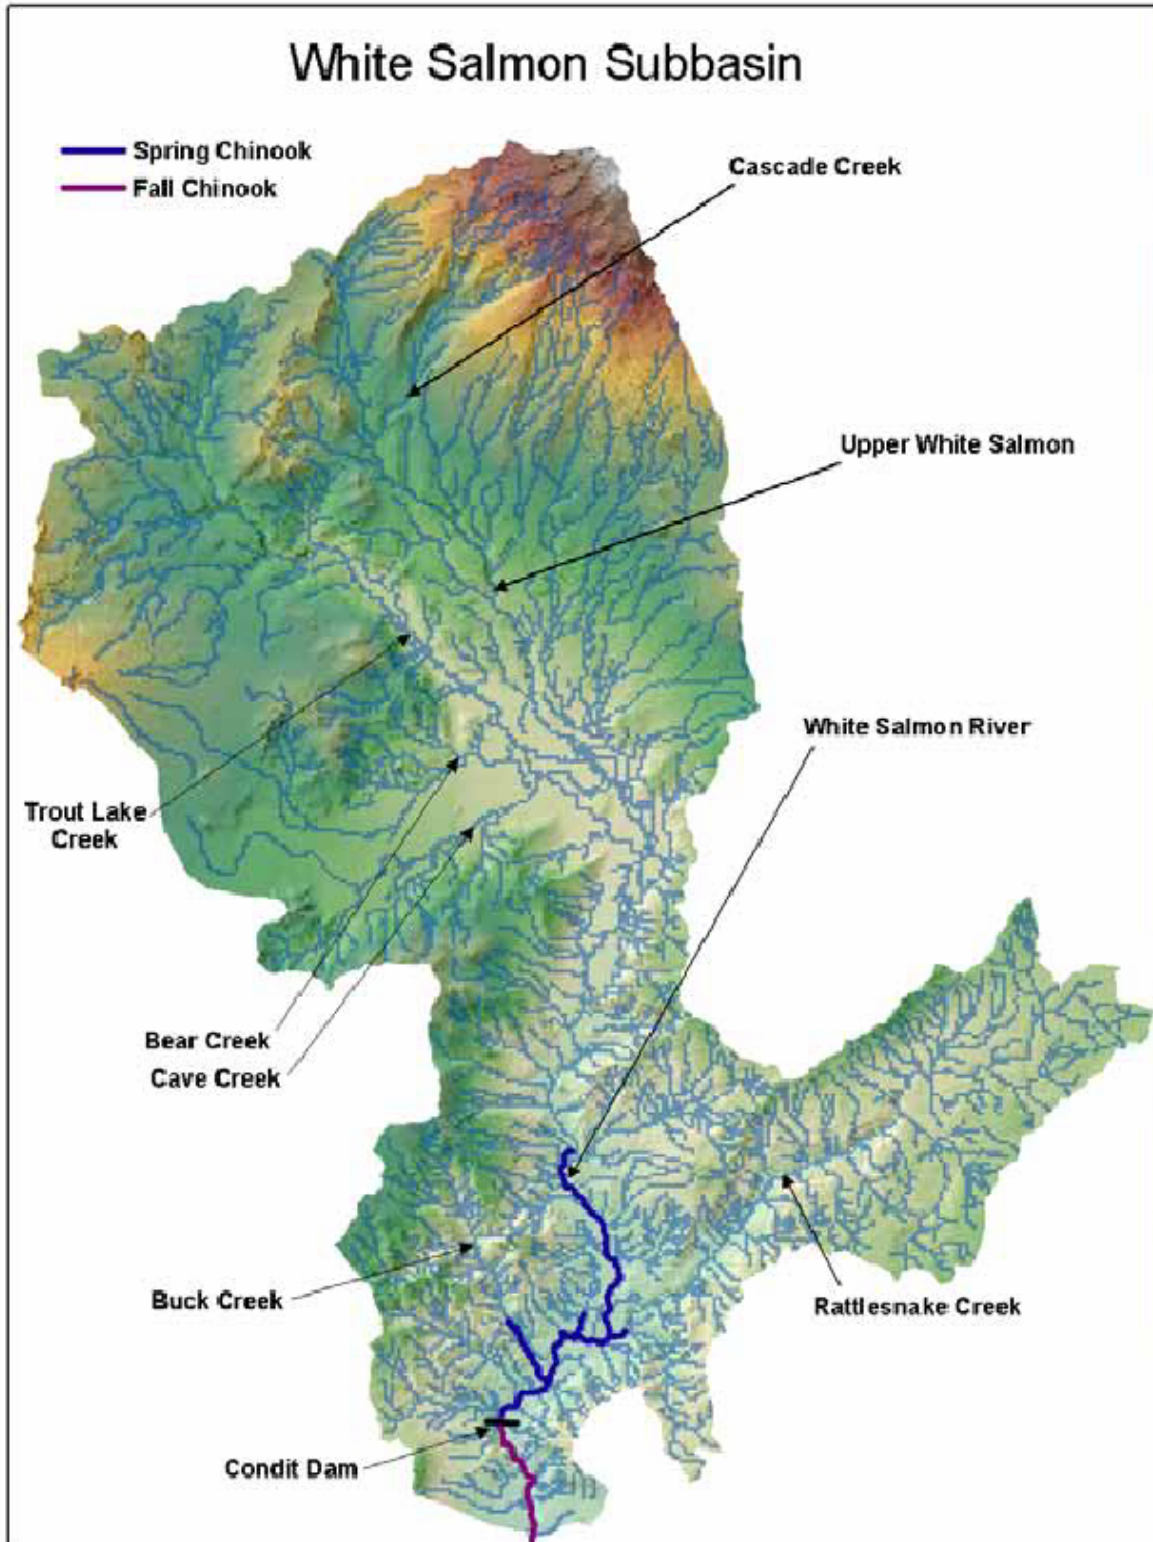 White Salmon Subbasin
Spring Chinook
Fall Chinook
Cascade Creek
Upper White Salmon
White Salmon River
Trout Lake
Creek
Bear Creek
Cave Creek
Buck Creek
Rattlesnake Creek
Condit Dam